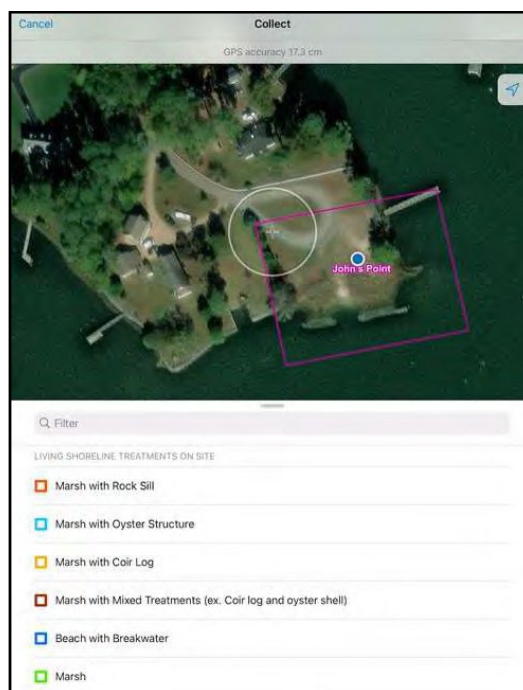 Cancel
Collect
GPS accuracy 17.3 cm
John's Point
Filter
LIVING SHORELINE TREATMENTS ON SITE
Marsh with Rock Sill
Marsh with Oyster Structure
Marsh with Coir Log
Marsh with Mixed Treatments (ex. Coir log and oyster shell)
Beach with Breakwater
Marsh